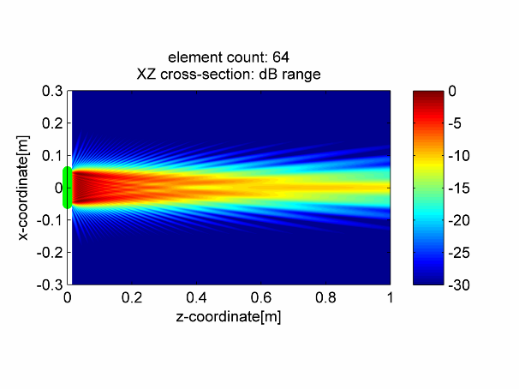 element count: 64
XZ cross-section: dB range
0.3
0.2
0.1
0
-0.1
-0.2
-0.3
x-coordinate[m]
0 0.2 0.4 0.6 0.8 1
z-coordinate[m]
0
-5
-10
-15
-20
-25
-30